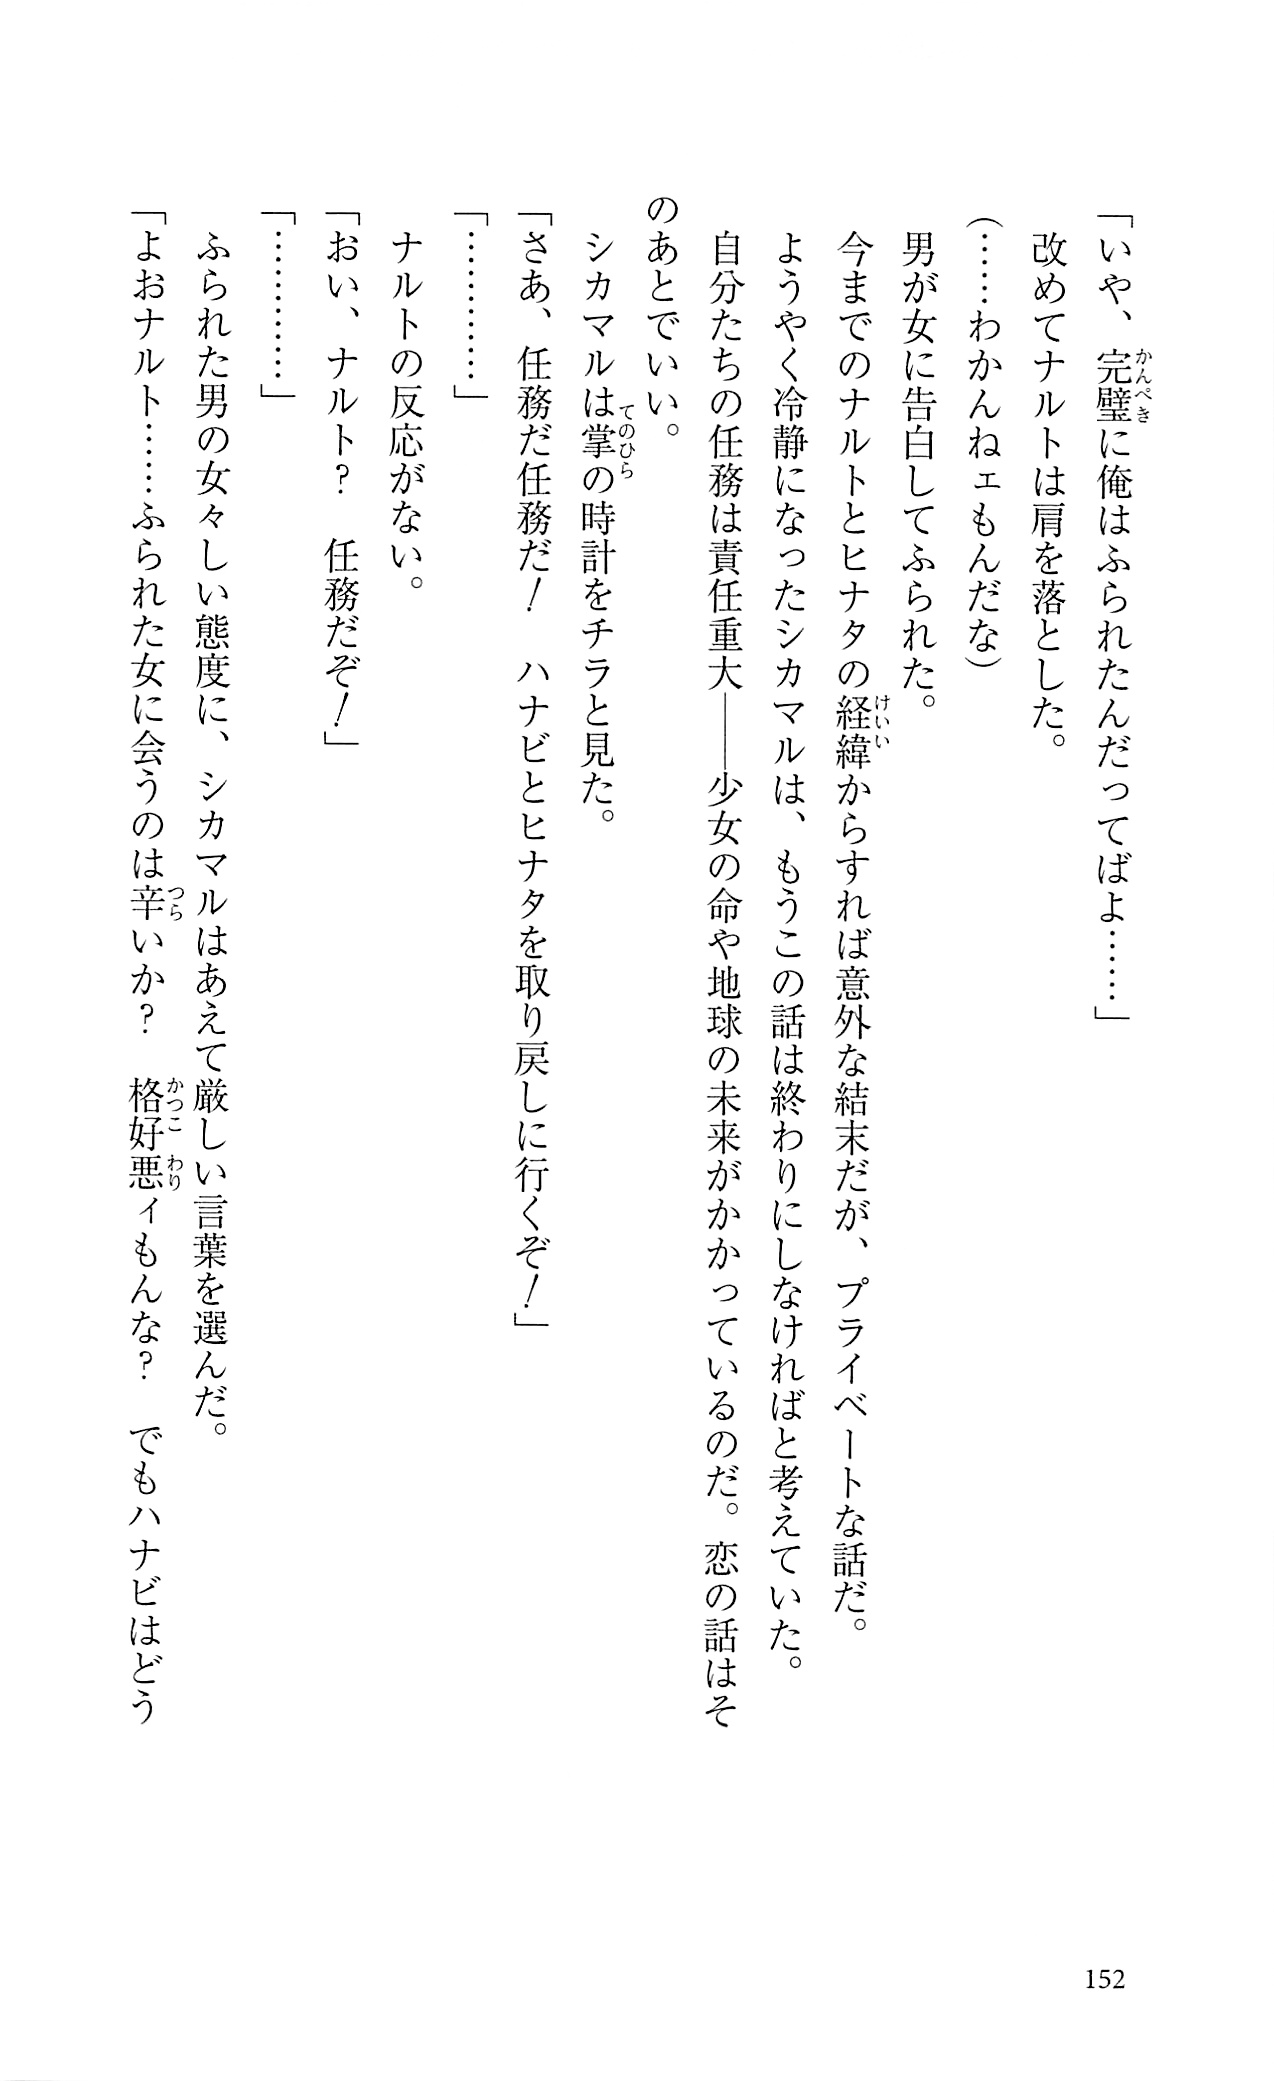 「いや、完璧に俺はふられたんだってばよ……」
改めてナルトは肩を落とした。
(……わかんねェもんだな)
男が女に告白してふられた。
今までのナルトとヒナタの経緯からすれば意外な結末だが、プライベートな話だ。
ようやく冷静になったシカマルは、もうこの話は終わりにしなければと考えていた。
自分たちの任務は責任重大――少女の命や地球の未来がかかっているのだ。恋の話はそ
のあとでいい。
シカマルは掌の時計をチラと見た。
「さあ、任務だ任務だ! ハナビとヒナタを取り戻しに行くぞ!」
「…………」
ナルトの反応がない。
「おい、ナルト? 任務だぞ!」
「…………」
ふられた男の女々しい態度に、シカマルはあえて厳しい言葉を選んだ。
「よおナルト……ふられた女に会うのは辛いか? 格好悪ィもんな? でもハナビはどう
152